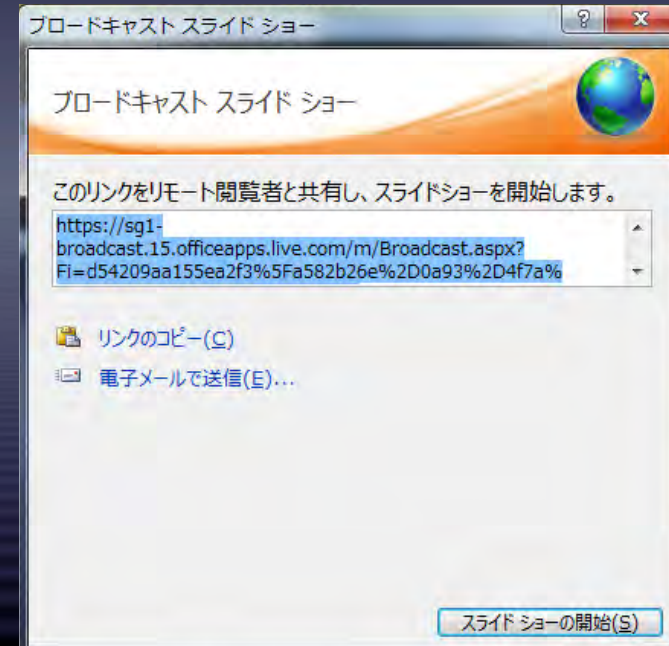 ブロードキャスト スライド ショー
ブロードキャスト スライド ショー
このリンクをリモート閲覧者と共有し、スライドショーを開始します。
https://sg1-
broadcast.15.officeapps.live.com/m/Broadcast.aspx?
Fi=d54209aa155ea2f3%5Fa582b26e%2D0a93%2D4f7a%
リンクのコピー(C)
電子メールで送信(E)...
スライド ショーの開始(S)